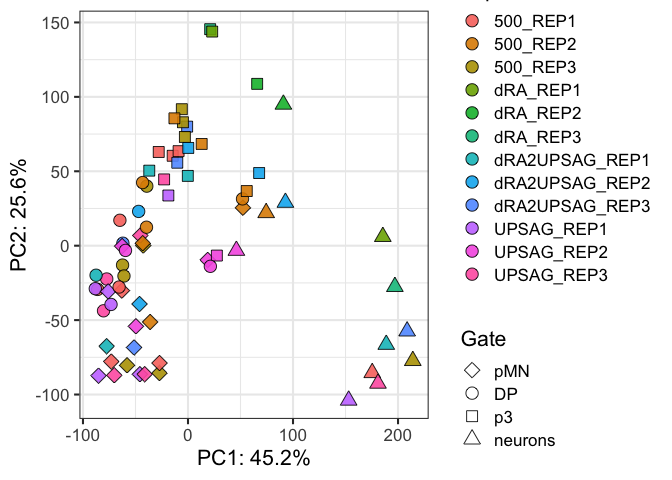 500_REP1
500_REP2
500_REP3
dRA_REP1
dRA_REP2
dRA_REP3
dRA2UPSAG_REP1
dRA2UPSAG_REP2
dRA2UPSAG_REP3
UPSAG_REP1
UPSAG_REP2
UPSAG_REP3
Gate
pMN
DP
p3
neurons
150
100
50
0
-50
-100
PC2: 25.6%
-100
0
100
200
PC1: 45.2%